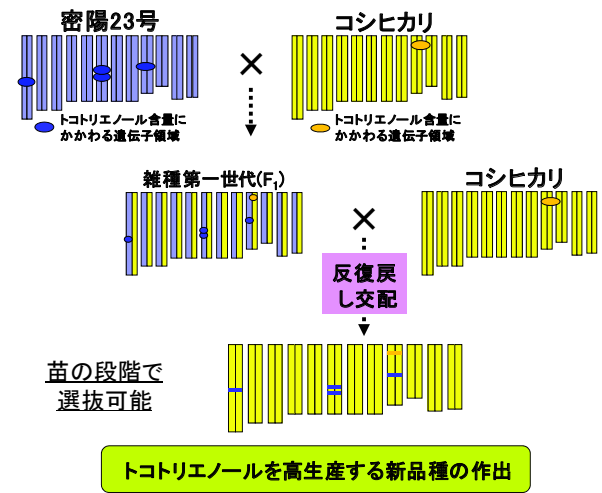 密陽23号
コシヒカリ
×
トコトリエノール含量に
かかわる遺伝子領域
トコトリエノール含量に
かかわる遺伝子領域
雑種第一世代(F₁)
コシヒカリ
×
反復戻
し交配
苗の段階で
選抜可能
トコトリエノールを高生産する新品種の作出